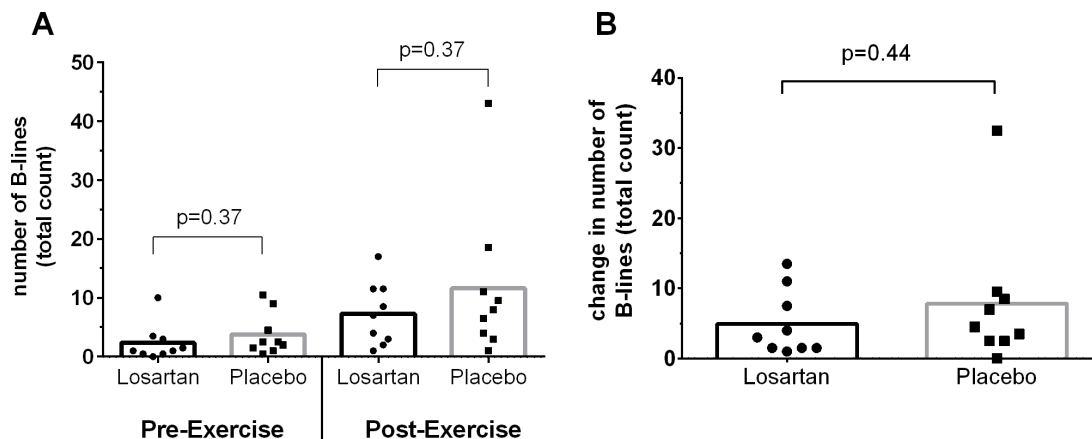 A
number of B-lines
(total count)
50
40
30
20
10
0
p=0.37
p=0.37
Losartan
Placebo
Losartan
Placebo
Pre-Exercise
Post-Exercise
B
change in number of
B-lines (total count)
40
30
20
10
0
p=0.44
Losartan
Placebo